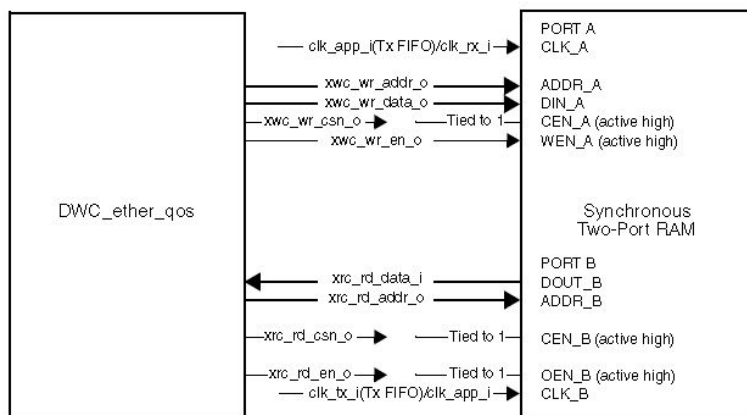 PORT A
clk_app_i(Tx FIFO)/clk_rx_i CLK_A
xwc_wr_addr_o ADDR_A
xwc_wr_data_o DIN_A
xwc_wr_csn_o Tied to 1 CEN_A (active high)
xwc_wr_en_o WEN_A (active high)
DWC_ether_qos
Synchronous
Two-Port RAM
PORT B
xrc_rd_data_i DOUT_B
xrc_rd_addr_o ADDR_B
xrc_rd_csn_o Tied to 1 CEN_B (active high)
xrc_rd_en_o Tied to 1 OEN_B (active high)
clk_tx_i(Tx FIFO)/clk_app_i CLK_B